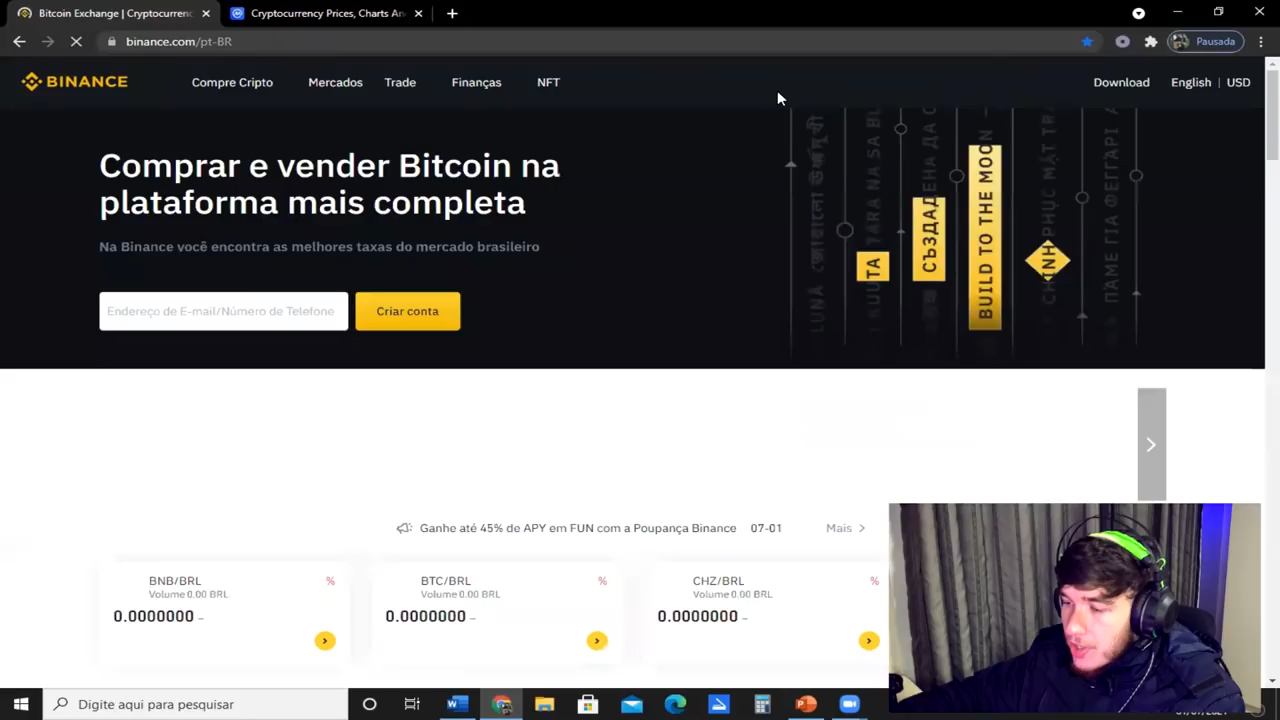 Bitcoin Exchange | Cryptocurrenc
Cryptocurrency Prices, Charts An
binance.com/pt-BR
Pausada
BINANCE
Compre Cripto
Mercados
Trade
Finanças
NFT
Download
English | USD
Comprar e vender Bitcoin na
plataforma mais completa
Na Binance você encontra as melhores taxas do mercado brasileiro
Endereço de E-mail/Número de Telefone
Criar conta
TA
СЪЗДАД
BUILD TO THE MOON
Ganhe até 45% de APY em FUN com a Poupança Binance 07-01
Mais
BNB/BRL %
Volume 0.00 BRL
0.0000000 –
BTC/BRL %
Volume 0.00 BRL
0.0000000 –
CHZ/BRL %
Volume 0.00 BRL
0.0000000 –
Digite aqui para pesquisar